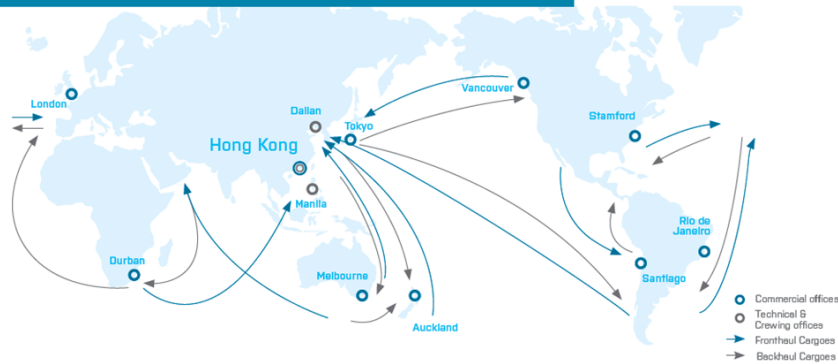 London
Dalian
Tokyo
Vancouver
Stamford
Hong Kong
Manila
Durban
Melbourne
Auckland
Rio de
Janeiro
Santiago
Commercial offices
Technical &
Crewing offices
Fronthaul Cargoes
Backhaul Cargoes